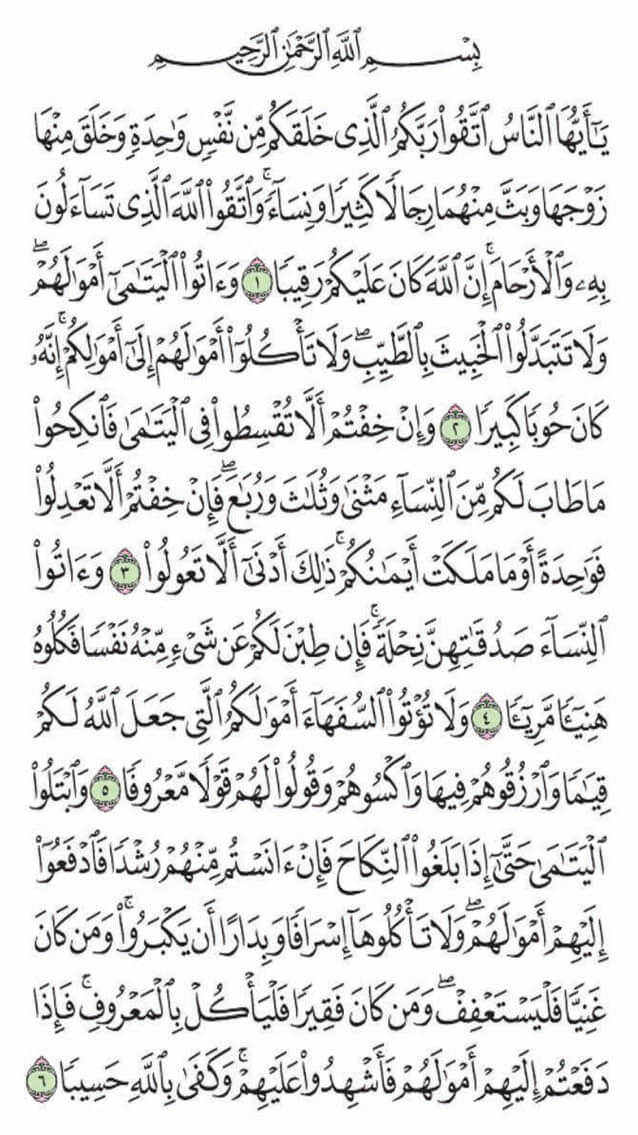 بِسْمِ ٱللَّهِ ٱلرَّحْمَٰنِ ٱلرَّحِيمِ
يَٰٓأَيُّهَا ٱلنَّاسُ ٱتَّقُوا۟ رَبَّكُمُ ٱلَّذِى خَلَقَكُم مِّن نَّفْسٍ وَٰحِدَةٍ وَخَلَقَ مِنْهَا
زَوْجَهَا وَبَثَّ مِنْهُمَا رِجَالًا كَثِيرًا وَنِسَآءً ۚ وَٱتَّقُوا۟ ٱللَّهَ ٱلَّذِى تَسَآءَلُونَ
بِهِۦ وَٱلْأَرْحَامَ ۚ إِنَّ ٱللَّهَ كَانَ عَلَيْكُمْ رَقِيبًا ١ وَءَاتُوا۟ ٱلْيَتَٰمَىٰٓ أَمْوَٰلَهُمْ ۖ
وَلَا تَتَبَدَّلُوا۟ ٱلْخَبِيثَ بِٱلطَّيِّبِ ۖ وَلَا تَأْكُلُوٓا۟ أَمْوَٰلَهُمْ إِلَىٰٓ أَمْوَٰلِكُمْ ۚ إِنَّهُۥ
كَانَ حُوبًا كَبِيرًا ٢ وَإِنْ خِفْتُمْ أَلَّا تُقْسِطُوا۟ فِى ٱلْيَتَٰمَىٰ فَٱنكِحُوا۟
مَا طَابَ لَكُم مِّنَ ٱلنِّسَآءِ مَثْنَىٰ وَثُلَٰثَ وَرُبَٰعَ ۖ فَإِنْ خِفْتُمْ أَلَّا تَعْدِلُوا۟
فَوَٰحِدَةً أَوْ مَا مَلَكَتْ أَيْمَٰنُكُمْ ۚ ذَٰلِكَ أَدْنَىٰٓ أَلَّا تَعُولُوا۟ ٣ وَءَاتُوا۟
ٱلنِّسَآءَ صَدُقَٰتِهِنَّ نِحْلَةً ۚ فَإِن طِبْنَ لَكُمْ عَن شَىْءٍ مِّنْهُ نَفْسًا فَكُلُوهُ
هَنِيٓـًٔا مَّرِيٓـًٔا ٤ وَلَا تُؤْتُوا۟ ٱلسُّفَهَآءَ أَمْوَٰلَكُمُ ٱلَّتِى جَعَلَ ٱللَّهُ لَكُمْ
قِيَٰمًا وَٱرْزُقُوهُمْ فِيهَا وَٱكْسُوهُمْ وَقُولُوا۟ لَهُمْ قَوْلًا مَّعْرُوفًا ٥ وَٱبْتَلُوا۟
ٱلْيَتَٰمَىٰ حَتَّىٰٓ إِذَا بَلَغُوا۟ ٱلنِّكَاحَ فَإِنْ ءَانَسْتُم مِّنْهُمْ رُشْدًا فَٱدْفَعُوٓا۟
إِلَيْهِمْ أَمْوَٰلَهُمْ ۖ وَلَا تَأْكُلُوهَآ إِسْرَافًا وَبِدَارًا أَن يَكْبَرُوا۟ ۚ وَمَن كَانَ
غَنِيًّا فَلْيَسْتَعْفِفْ ۖ وَمَن كَانَ فَقِيرًا فَلْيَأْكُلْ بِٱلْمَعْرُوفِ ۚ فَإِذَا
دَفَعْتُمْ إِلَيْهِمْ أَمْوَٰلَهُمْ فَأَشْهِدُوا۟ عَلَيْهِمْ ۚ وَكَفَىٰ بِٱللَّهِ حَسِيبًا ٦